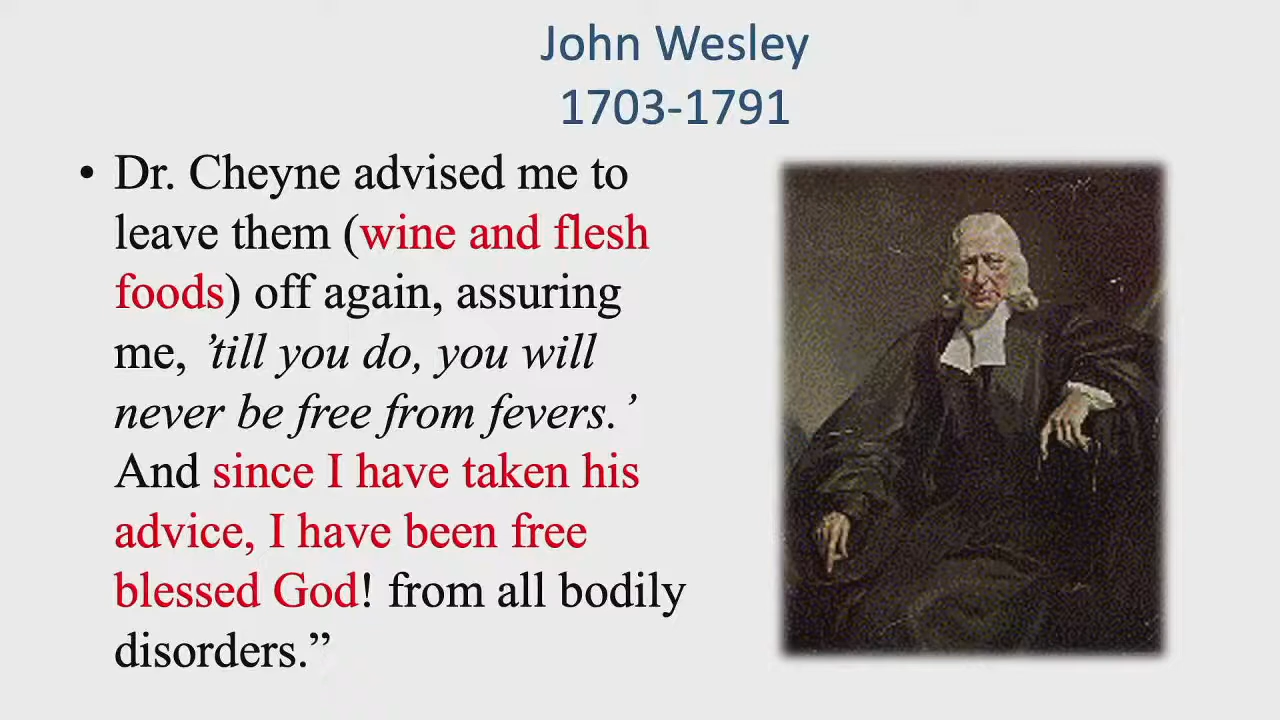 John Wesley
1703-1791
• Dr. Cheyne advised me to
leave them (wine and flesh
foods) off again, assuring
me, ’till you do, you will
never be free from fevers.’
And since I have taken his
advice, I have been free
blessed God! from all bodily
disorders.”